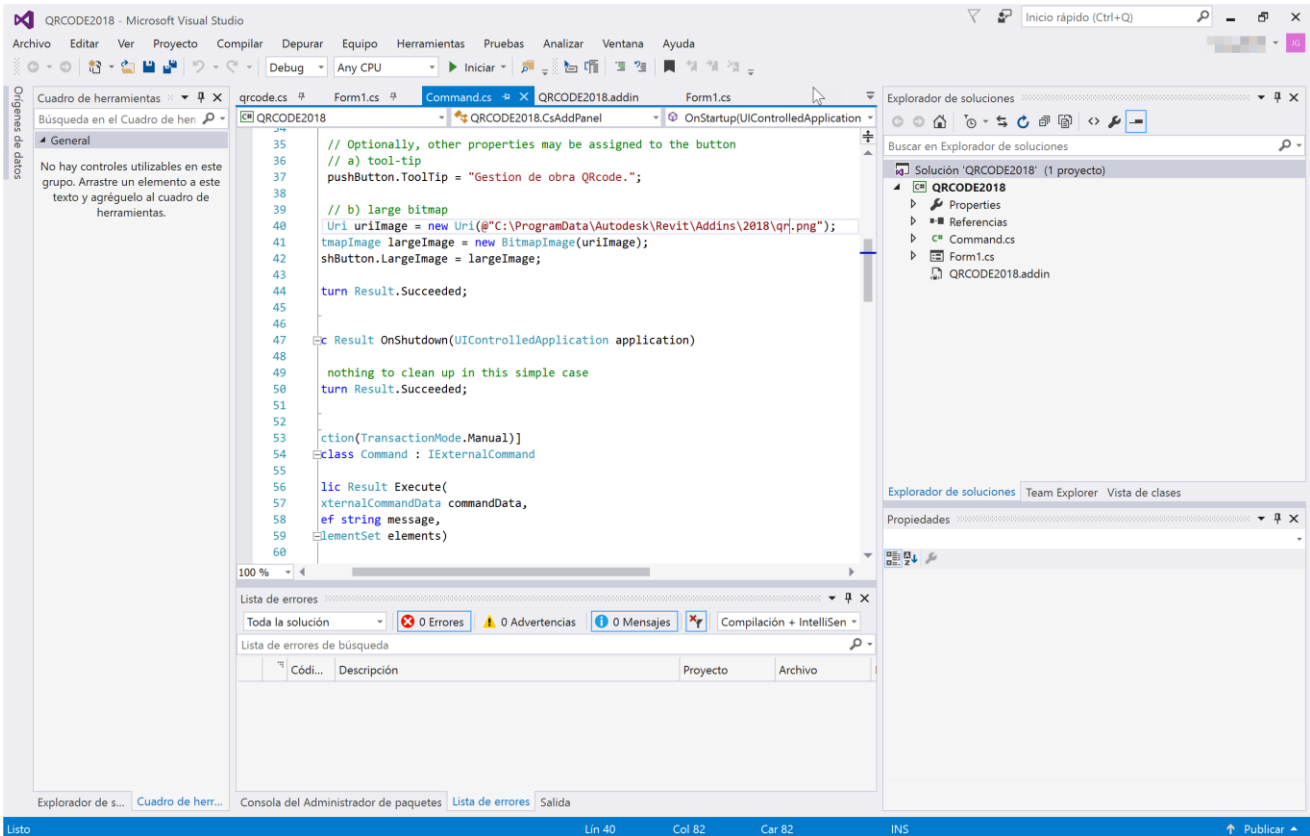 QRCODE2018 - Microsoft Visual Studio
Inicio rápido (Ctrl+Q)
Archivo Editar Ver Proyecto Compilar Depurar Equipo Herramientas Pruebas Analizar Ventana Ayuda
JG
Debug Any CPU Iniciar
Orígenes de datos
Cuadro de herramientas
Búsqueda en el Cuadro de her
General
No hay controles utilizables en este
grupo. Arrastre un elemento a este
texto y agréguelo al cuadro de
herramientas.
Explorador de s... Cuadro de herr...
qrcode.cs Form1.cs Command.cs QRCODE2018.addin Form1.cs
QRCODE2018 QRCODE2018.CsAddPanel OnStartup(UIControlledApplication
34
35 // Optionally, other properties may be assigned to the button
36 // a) tool-tip
37 pushButton.ToolTip = "Gestion de obra QRcode.";
38
39 // b) large bitmap
40 Uri uriImage = new Uri(@"C:\ProgramData\Autodesk\Revit\Addins\2018\qr.png");
41 tmapImage largeImage = new BitmapImage(uriImage);
42 shButton.LargeImage = largeImage;
43
44 turn Result.Succeeded;
45
46
47 c Result OnShutdown(UIControlledApplication application)
48
49 nothing to clean up in this simple case
50 turn Result.Succeeded;
51
52
53 ction(TransactionMode.Manual)]
54 class Command : IExternalCommand
55
56 lic Result Execute(
57 xternalCommandData commandData,
58 ef string message,
59 lementSet elements)
60
100 %
Lista de errores
Toda la solución 0 Errores 0 Advertencias 0 Mensajes Compilación + IntelliSen
Lista de errores de búsqueda
Códi... Descripción Proyecto Archivo
Consola del Administrador de paquetes Lista de errores Salida
Explorador de soluciones
Buscar en Explorador de soluciones
Solución 'QRCODE2018' (1 proyecto)
QRCODE2018
Properties
Referencias
Command.cs
Form1.cs
QRCODE2018.addin
Explorador de soluciones Team Explorer Vista de clases
Propiedades
Listo Lín 40 Col 82 Car 82 INS Publicar